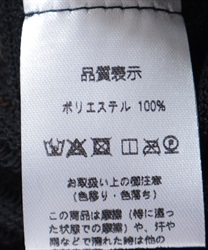 品質表示
ポリエステル 100%
お取扱い上の御注意
(色移り・色落ち)
この商品は摩擦 (特に湿っ
た状態での摩擦) や、汗や
雨などで濡れた時は他の